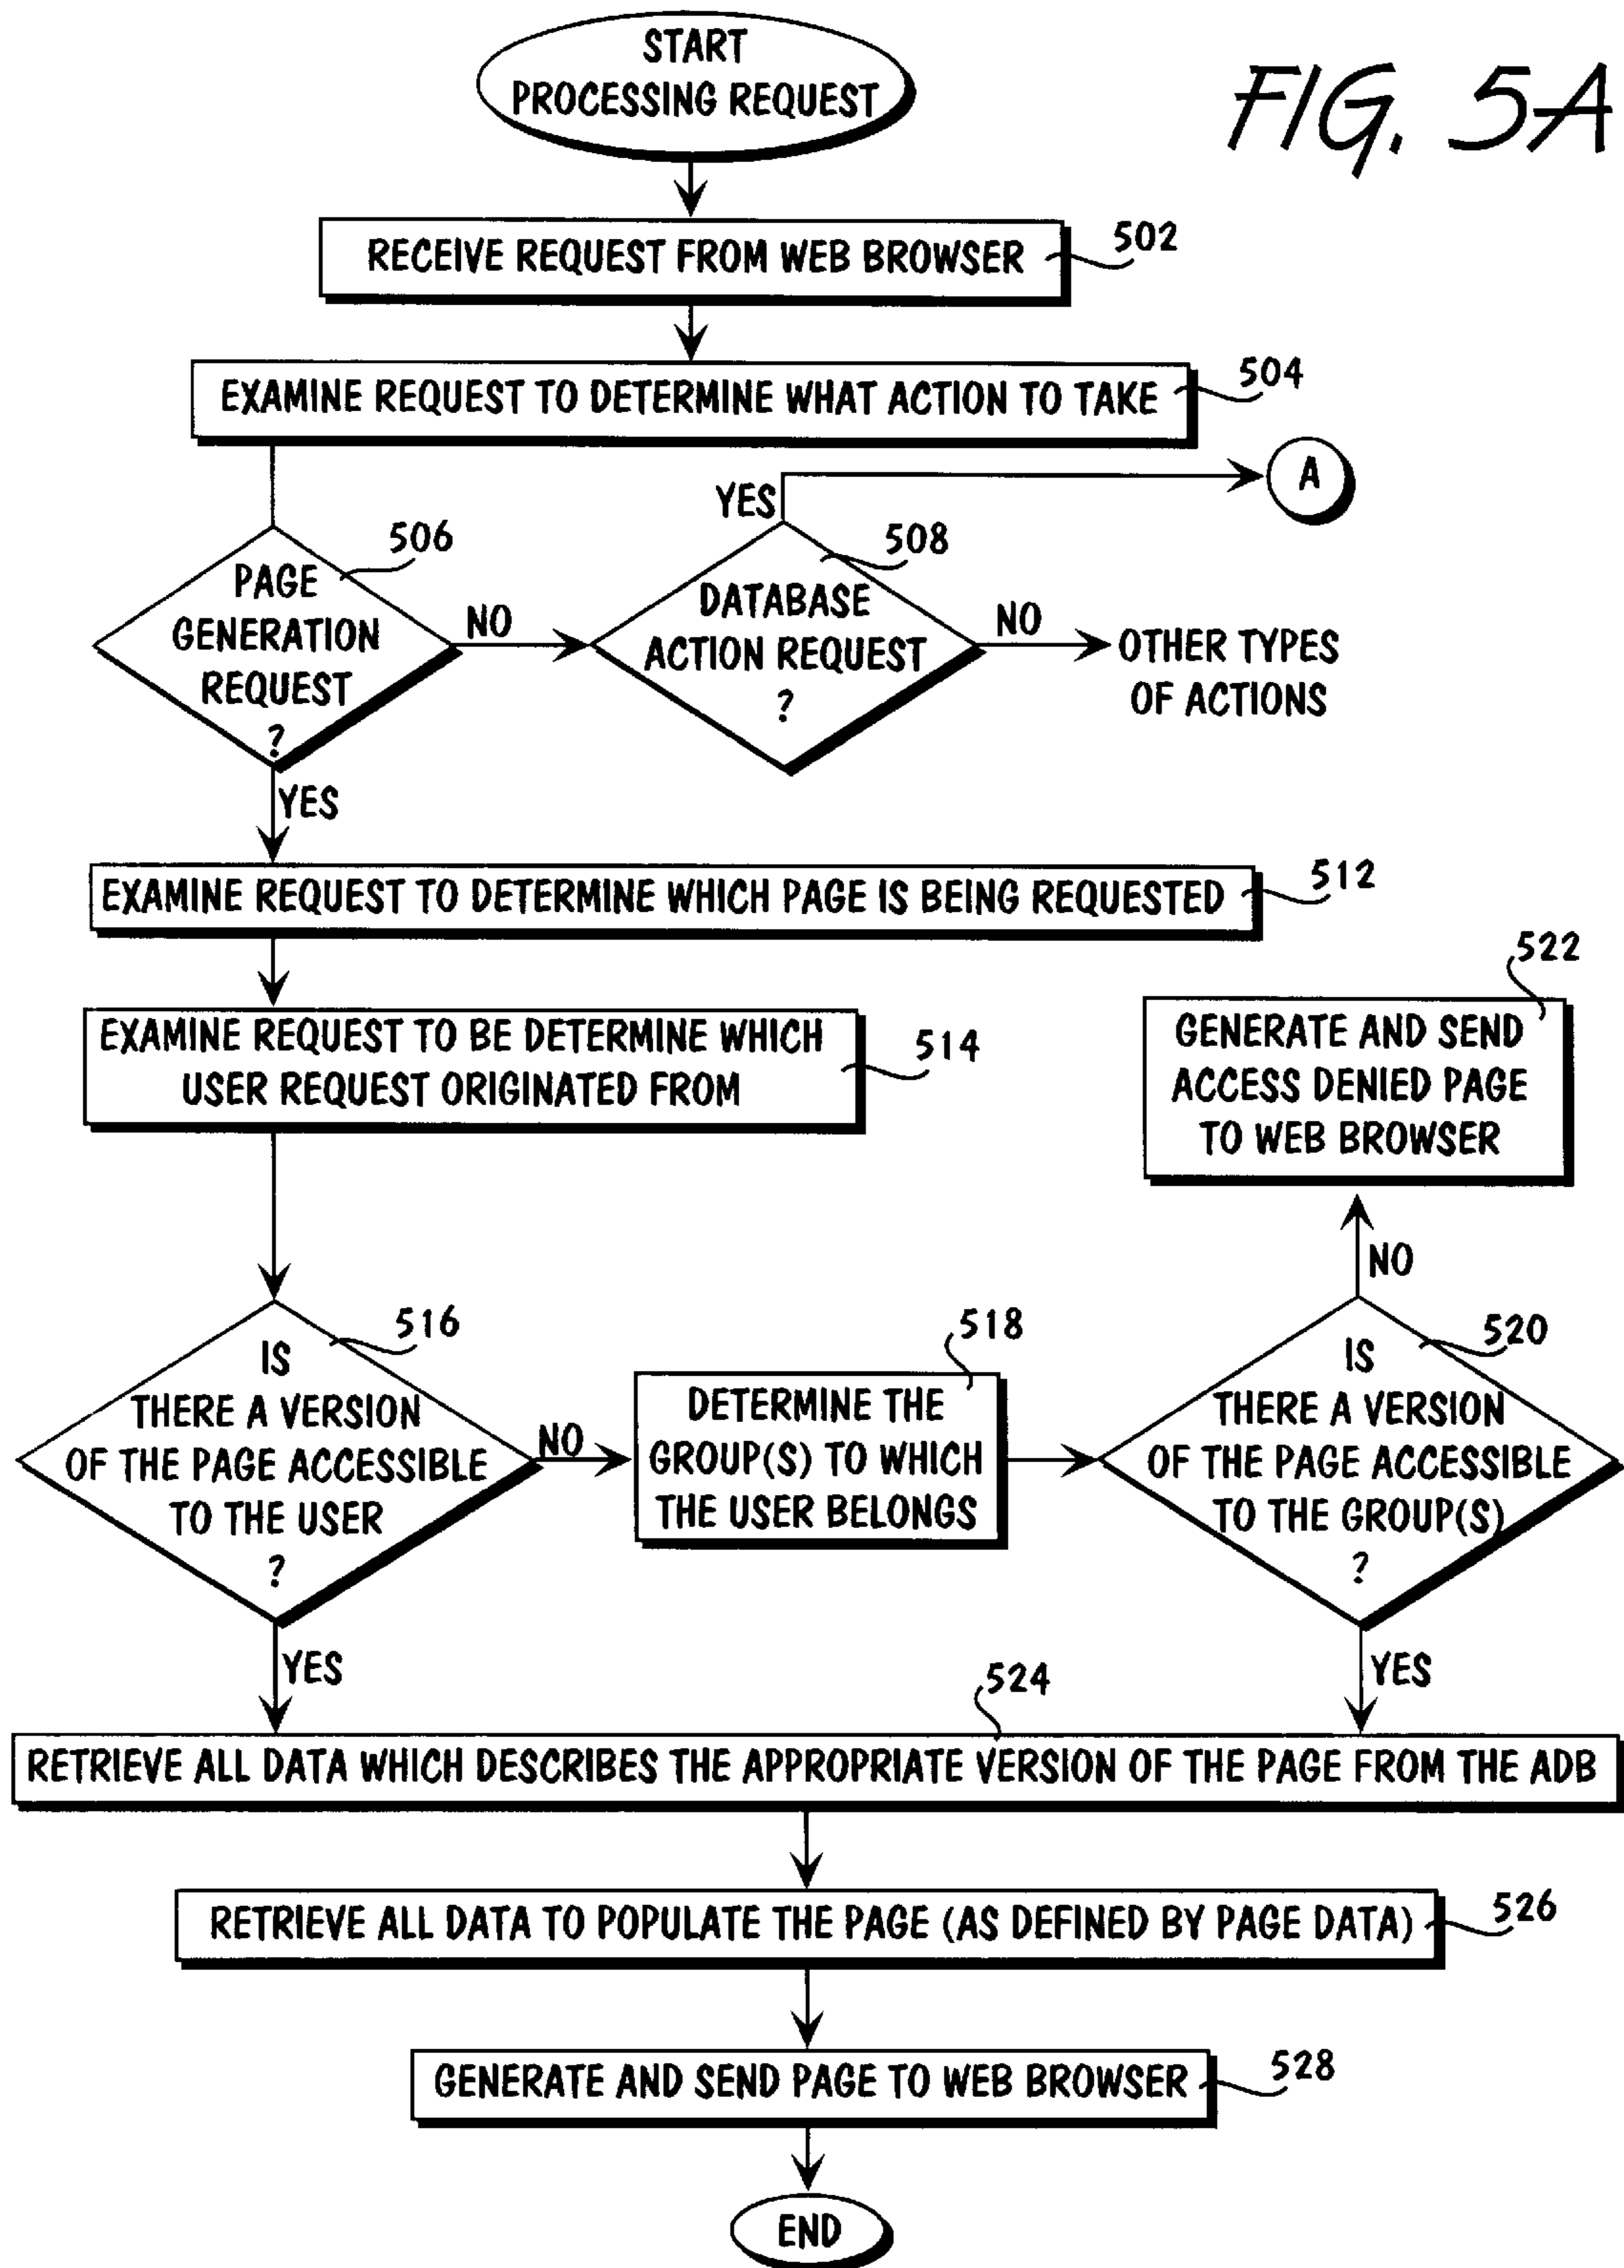 START
PROCESSING REQUEST
FIG. 5A
RECEIVE REQUEST FROM WEB BROWSER
502
EXAMINE REQUEST TO DETERMINE WHAT ACTION TO TAKE
504
A
YES
506
508
PAGE
GENERATION
REQUEST
?
NO
DATABASE
ACTION REQUEST
?
NO
OTHER TYPES
OF ACTIONS
YES
EXAMINE REQUEST TO DETERMINE WHICH PAGE IS BEING REQUESTED
512
EXAMINE REQUEST TO BE DETERMINE WHICH
USER REQUEST ORIGINATED FROM
514
522
GENERATE AND SEND
ACCESS DENIED PAGE
TO WEB BROWSER
NO
516
IS
THERE A VERSION
OF THE PAGE ACCESSIBLE
TO THE USER
?
NO
518
DETERMINE THE
GROUP(S) TO WHICH
THE USER BELONGS
520
IS
THERE A VERSION
OF THE PAGE ACCESSIBLE
TO THE GROUP(S)
?
YES
YES
524
RETRIEVE ALL DATA WHICH DESCRIBES THE APPROPRIATE VERSION OF THE PAGE FROM THE ADB
RETRIEVE ALL DATA TO POPULATE THE PAGE (AS DEFINED BY PAGE DATA)
526
GENERATE AND SEND PAGE TO WEB BROWSER
528
END